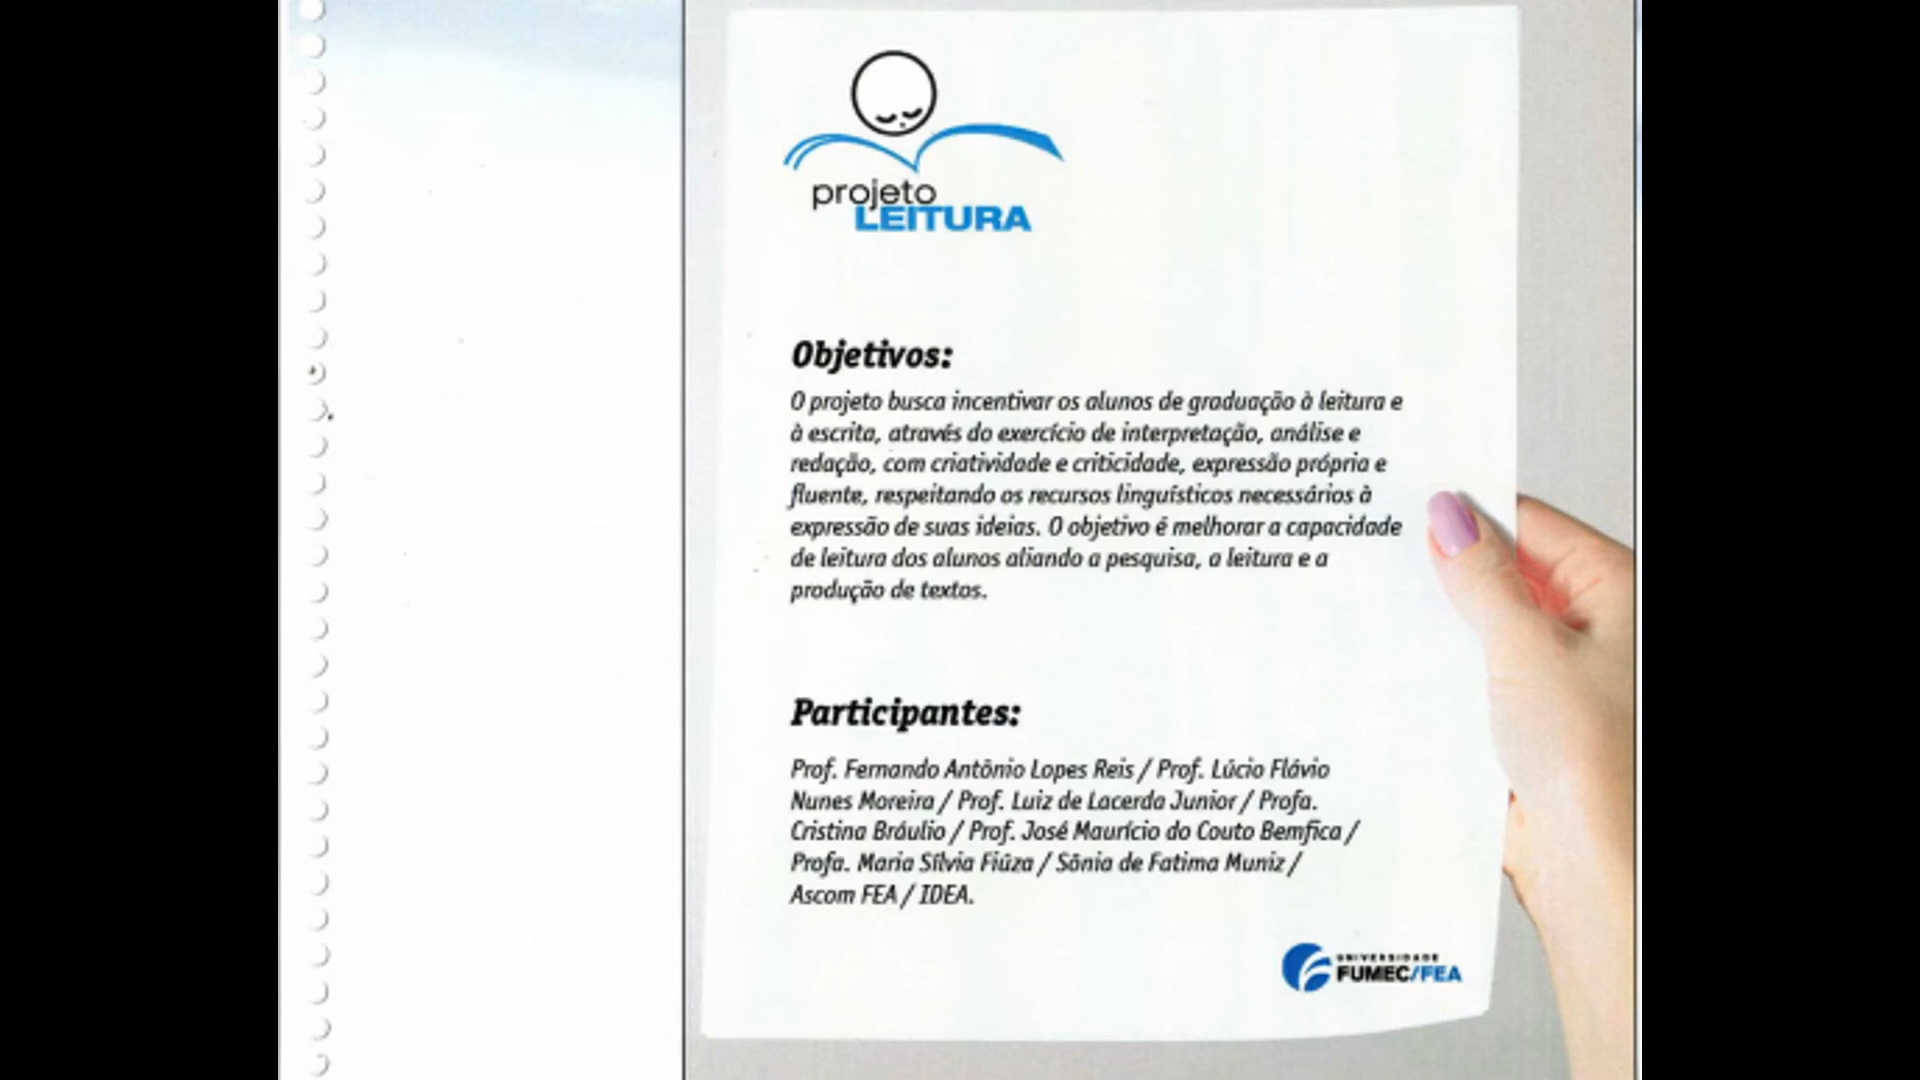 projeto
LEITURA
Objetivos:
O projeto busca incentivar os alunos de graduação à leitura e
à escrita, através do exercício de interpretação, análise e
redação, com criatividade e criticidade, expressão própria e
fluente, respeitando os recursos linguísticos necessários à
expressão de suas ideias. O objetivo é melhorar a capacidade
de leitura dos alunos aliando a pesquisa, a leitura e a
produção de textos.
Participantes:
Prof. Fernando Antônio Lopes Reis / Prof. Lúcio Flávio
Nunes Moreira / Prof. Luiz de Lacerda Junior / Profa.
Cristina Bráulio / Prof. José Maurício do Couto Bemfica /
Profa. Maria Sílvia Fiúza / Sônia de Fatima Muniz /
Ascom FEA / IDEA.
UNIVERSIDADE
FUMEC/FEA